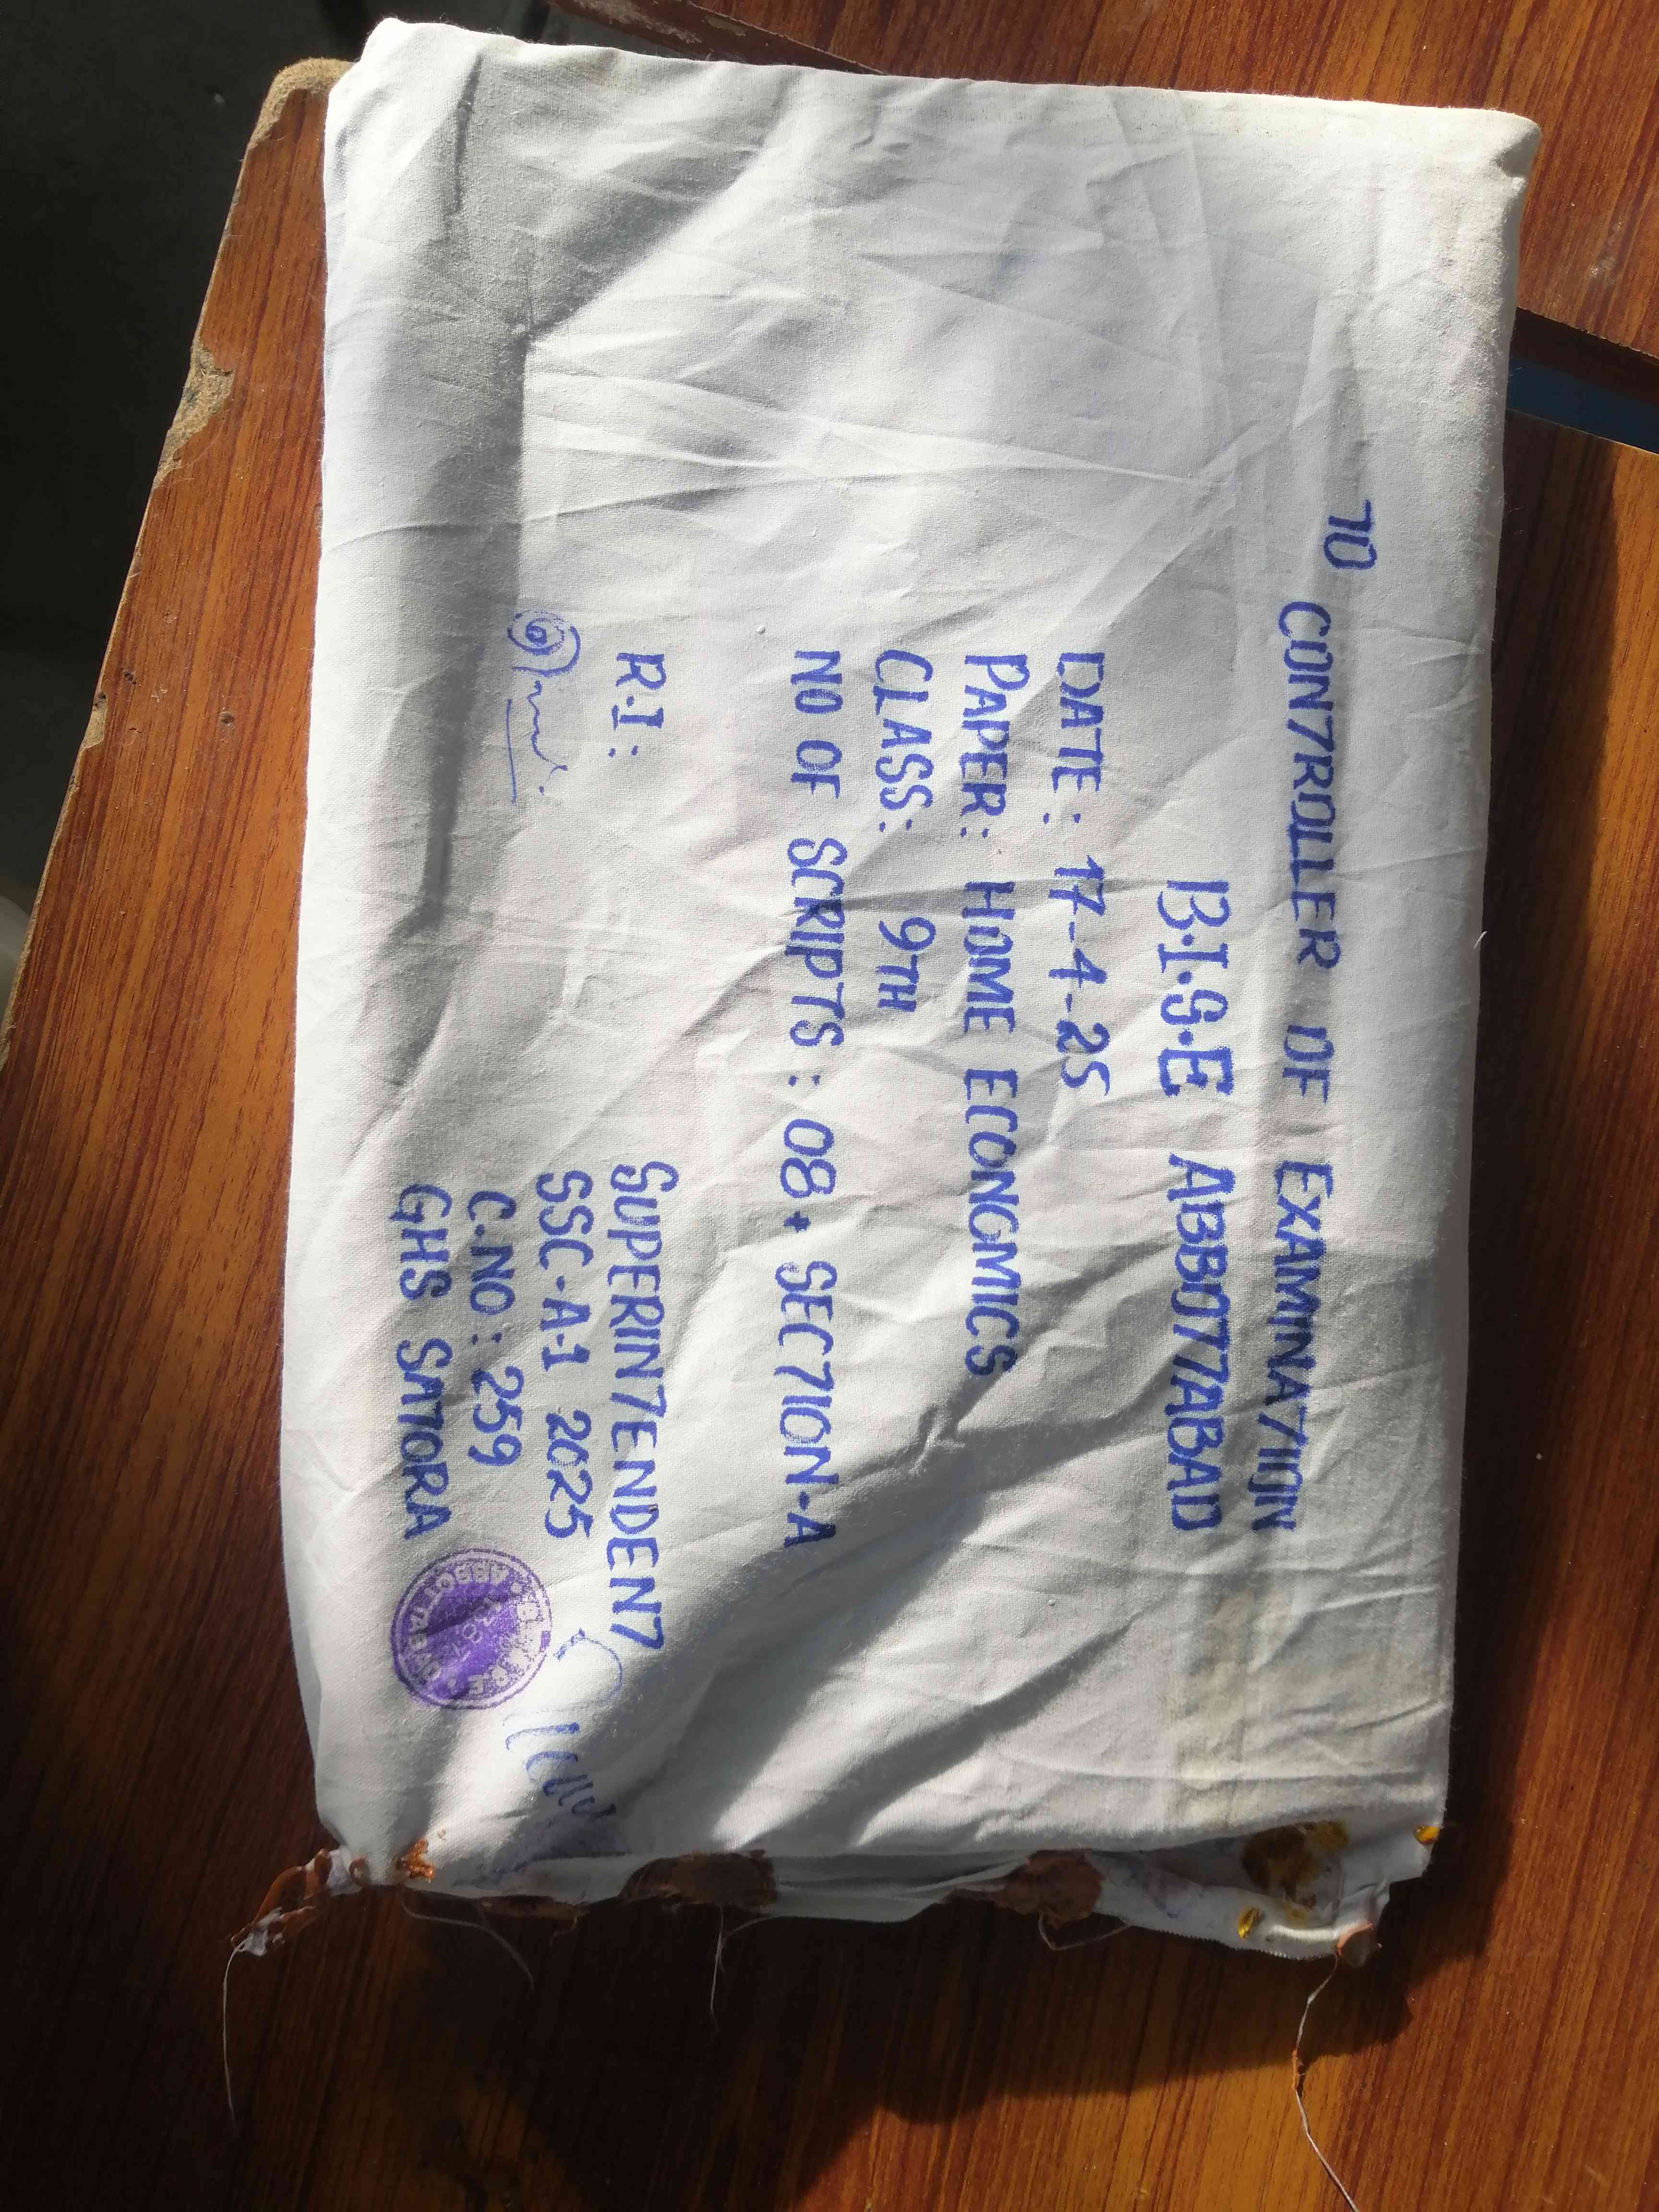 TO
CONTROLLER OF EXAMINATION
B.I.S.E ABBOTTABAD
DATE : 17-4-25
PAPER: HOME ECONOMICS
CLASS: 9TH
NO OF SCRIPTS : 08+ SECTION-A
R.I :
SUPERINTENDENT
SSC-A-1 2025
C.NO : 259
GHS SATORA
ABBOTTABAD